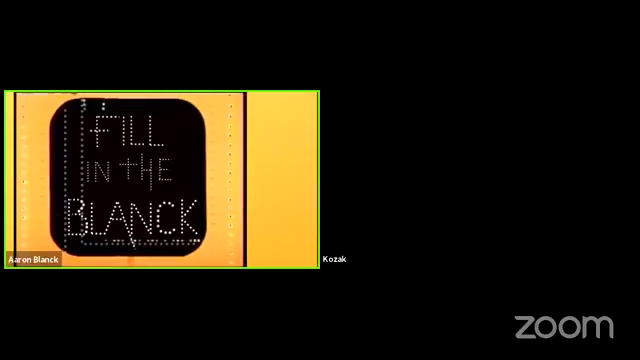 FILL
IN THE
BLANCK
Aaron Blanck
Kozak
zoom